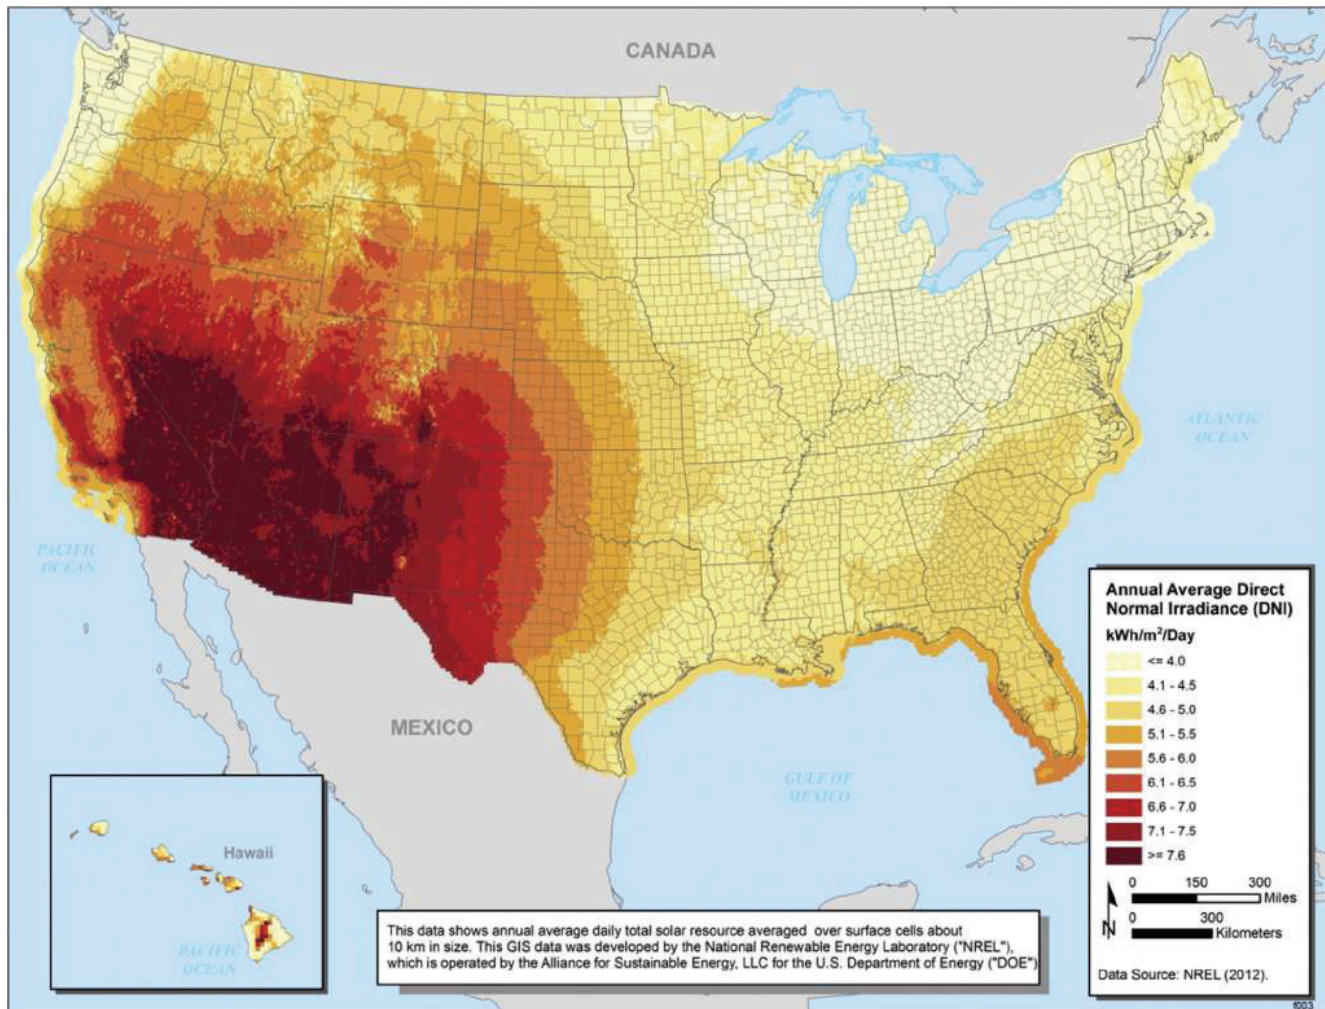 CANADA
ATLANTIC
OCEAN
PACIFIC
OCEAN
MEXICO
GULF OF
MEXICO
Hawaii
PACIFIC
OCEAN
Annual Average Direct
Normal Irradiance (DNI)
kWh/m²/Day
<= 4.0
4.1 - 4.5
4.6 - 5.0
5.1 - 5.5
5.6 - 6.0
6.1 - 6.5
6.6 - 7.0
7.1 - 7.5
>= 7.6
0 150 300
Miles
0 300
Kilometers
N
Data Source: NREL (2012).
This data shows annual average daily total solar resource averaged over surface cells about
10 km in size. This GIS data was developed by the National Renewable Energy Laboratory ("NREL"),
which is operated by the Alliance for Sustainable Energy, LLC for the U.S. Department of Energy ("DOE")
f003